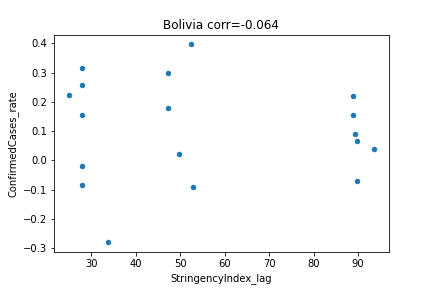 Bolivia corr=-0.064
0.4
0.3
0.2
0.1
0.0
-0.1
-0.2
-0.3
ConfirmedCases_rate
30 40 50 60 70 80 90
StringencyIndex_lag